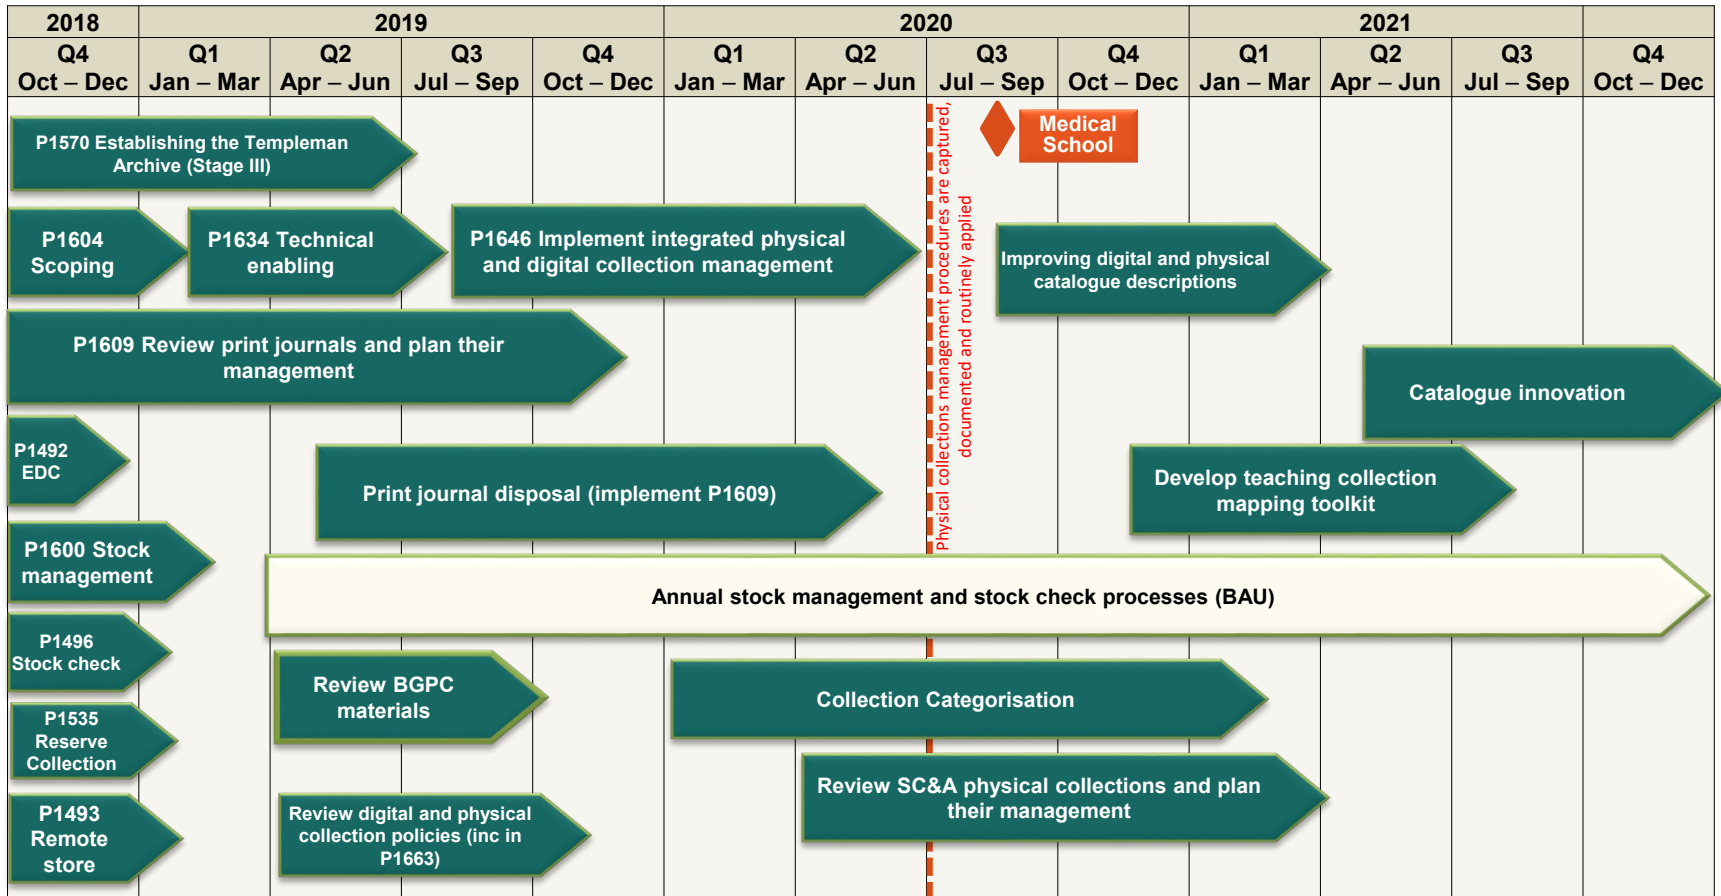 2018 2019 2020 2021
Q4 Q1 Q2 Q3 Q4 Q1 Q2 Q3 Q4 Q1 Q2 Q3 Q4
Oct – Dec Jan – Mar Apr – Jun Jul – Sep Oct – Dec Jan – Mar Apr – Jun Jul – Sep Oct – Dec Jan – Mar Apr – Jun Jul – Sep Oct – Dec
P1570 Establishing the Templeman
Archive (Stage III)
Physical collections management procedures are captured,
documented and routinely applied
Medical
School
P1604
Scoping
P1634 Technical
enabling
P1646 Implement integrated physical
and digital collection management
Improving digital and physical
catalogue descriptions
P1609 Review print journals and plan their
management
Catalogue innovation
P1492
EDC
Print journal disposal (implement P1609)
Develop teaching collection
mapping toolkit
P1600 Stock
management
Annual stock management and stock check processes (BAU)
P1496
Stock check
Review BGPC
materials
Collection Categorisation
P1535
Reserve
Collection
Review SC&A physical collections and plan
their management
P1493
Remote
store
Review digital and physical
collection policies (inc in
P1663)